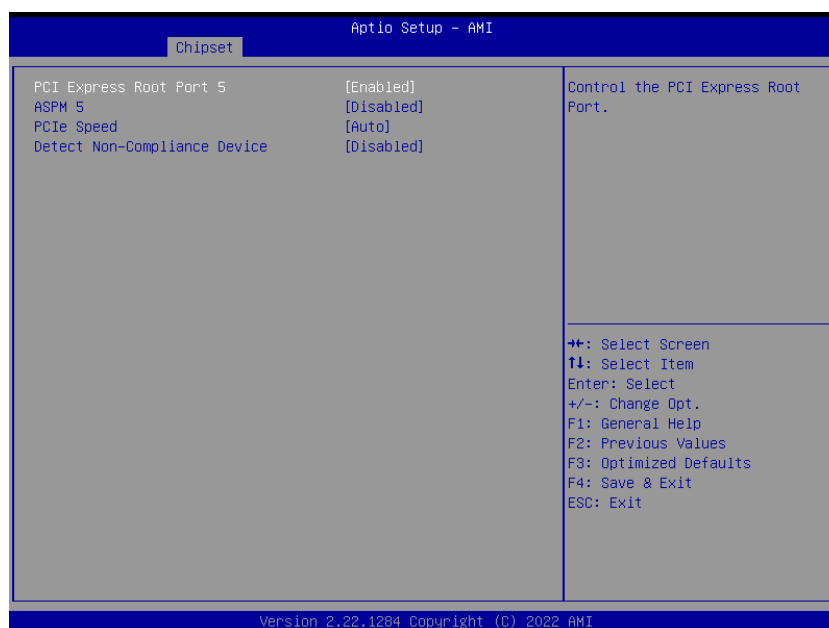 Aptio Setup – AMI
Chipset
PCI Express Root Port 5 [Enabled]
ASPM 5 [Disabled]
PCIe Speed [Auto]
Detect Non-Compliance Device [Disabled]
Control the PCI Express Root
Port.
→←: Select Screen
↑↓: Select Item
Enter: Select
+/-: Change Opt.
F1: General Help
F2: Previous Values
F3: Optimized Defaults
F4: Save & Exit
ESC: Exit
Version 2.22.1284 Copyright (C) 2022 AMI